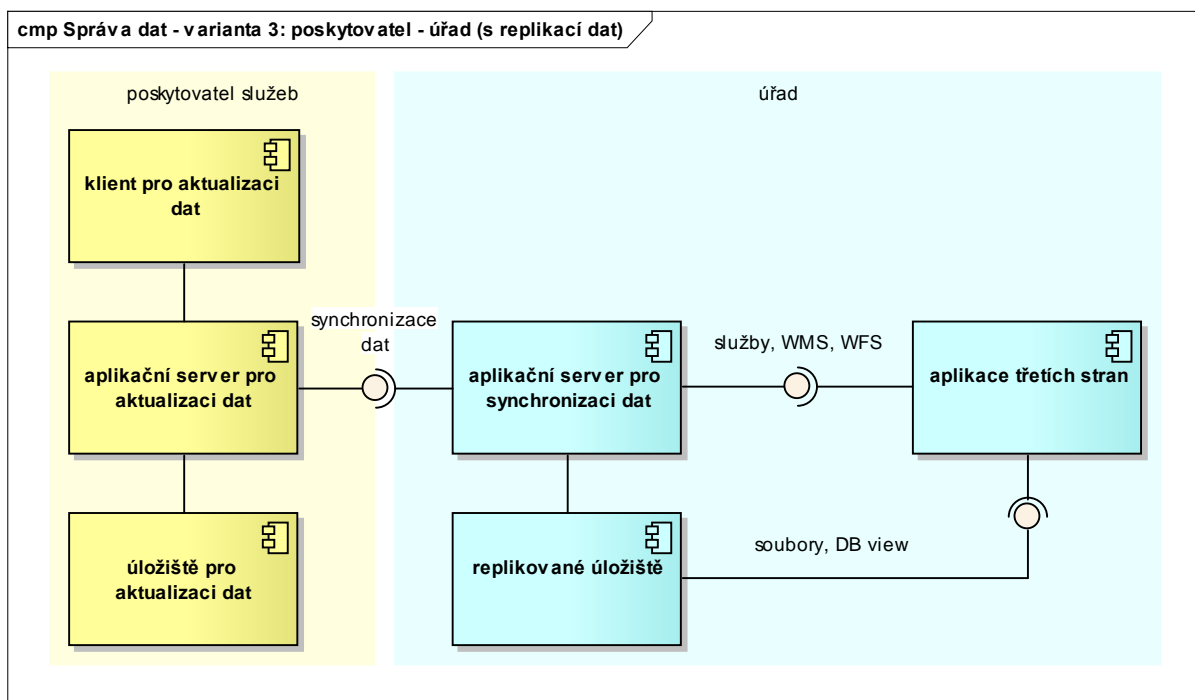 cmp Správa dat - varianta 3: poskytovatel - úřad (s replikací dat)
poskytovatel služeb
úřad
klient pro aktualizaci
dat
synchronizace
dat
aplikační server pro
aktualizaci dat
aplikační server pro
synchronizaci dat
služby, WMS, WFS
aplikace třetích stran
úložiště pro
aktualizaci dat
replikované úložiště
soubory, DB view